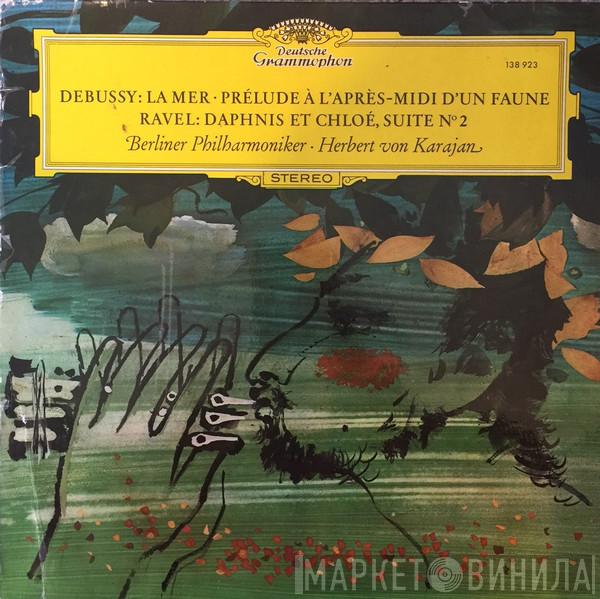 Deutsche
Grammophon
138 923
DEBUSSY: LA MER · PRÉLUDE À L'APRÈS-MIDI D'UN FAUNE
RAVEL: DAPHNIS ET CHLOÉ, SUITE Nº 2
Berliner Philharmoniker · Herbert von Karajan
STEREO
МАРКЕТ ВИНИЛА